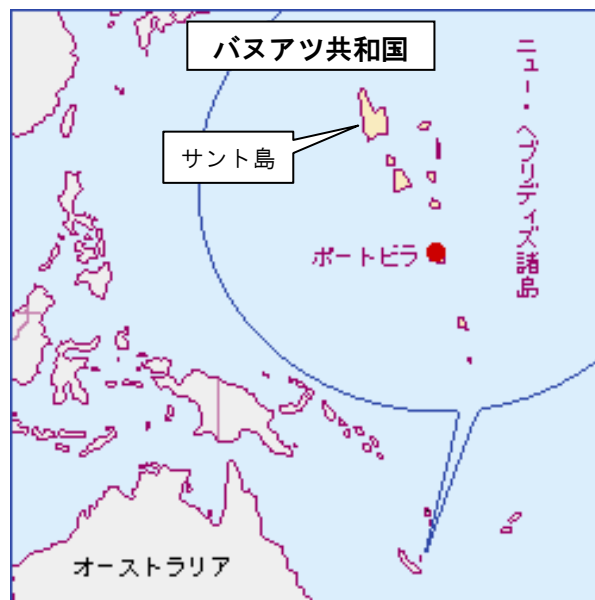 バヌアツ共和国
サント島
ニュー・ヘブリディズ諸島
ポートビラ
オーストラリア